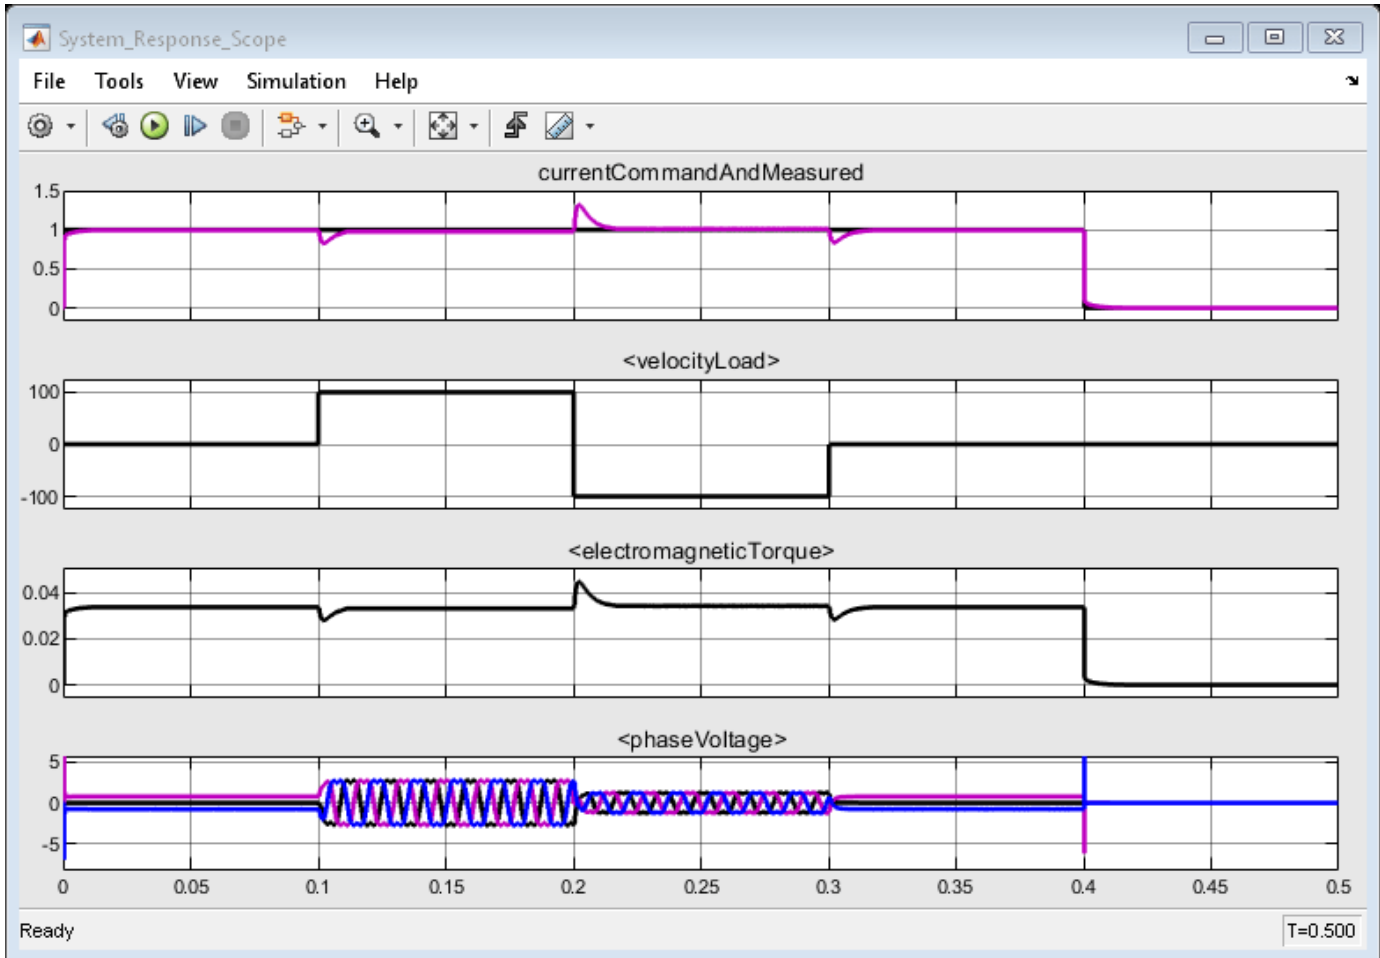 System_Response_Scope
File Tools View Simulation Help
currentCommandAndMeasured
1.5
1
0.5
0
<velocityLoad>
100
0
-100
<electromagneticTorque>
0.04
0.02
0
<phaseVoltage>
5
0
-5
0 0.05 0.1 0.15 0.2 0.25 0.3 0.35 0.4 0.45 0.5
Ready T=0.500